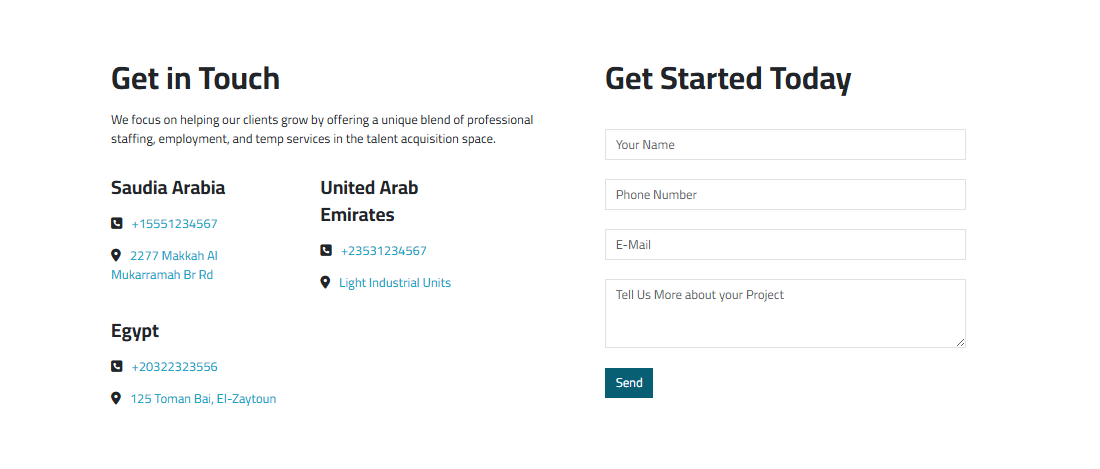 Get in Touch
We focus on helping our clients grow by offering a unique blend of professional
staffing, employment, and temp services in the talent acquisition space.
Saudia Arabia
+15551234567
2277 Makkah Al
Mukarramah Br Rd
United Arab
Emirates
+23531234567
Light Industrial Units
Egypt
+20322323556
125 Toman Bai, El-Zaytoun
Get Started Today
Your Name
Phone Number
E-Mail
Tell Us More about your Project
Send